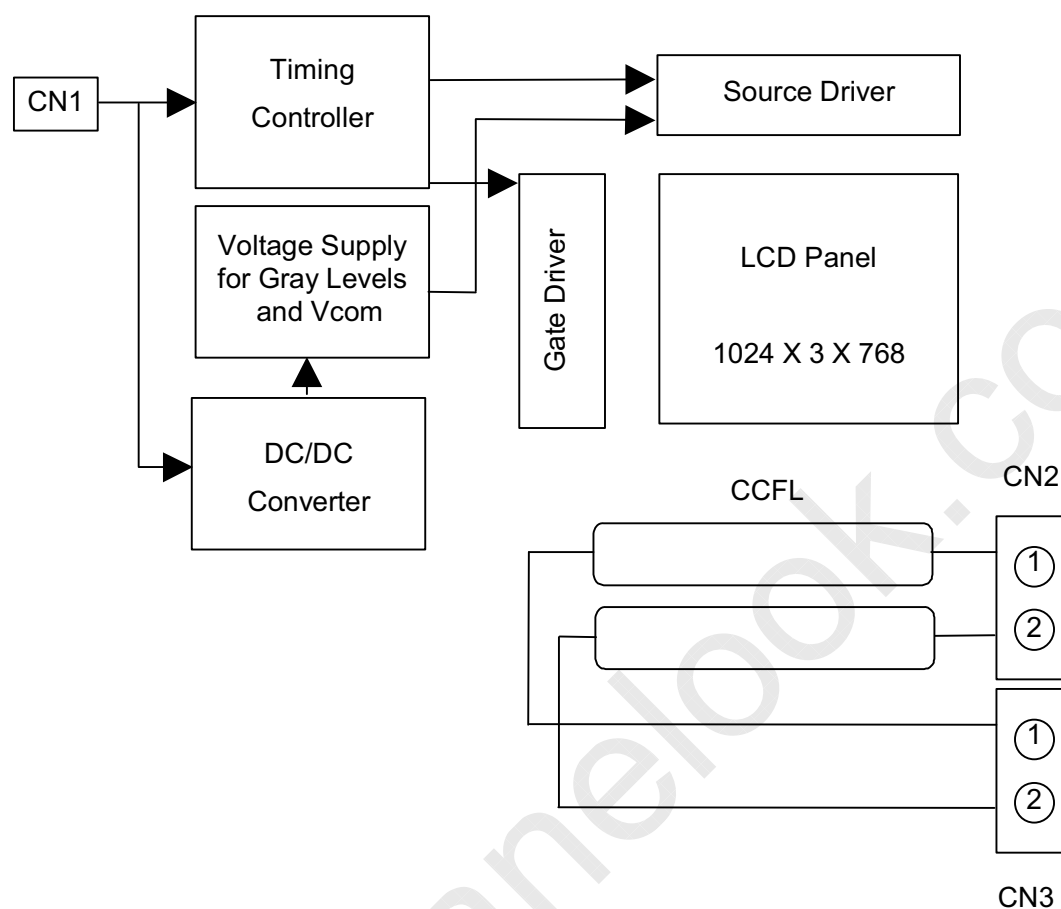 CN1
Timing
Controller
Source Driver
Voltage Supply
for Gray Levels
and Vcom
Gate Driver
LCD Panel
1024 X 3 X 768
DC/DC
Converter
CCFL
CN2
1
2
1
2
CN3